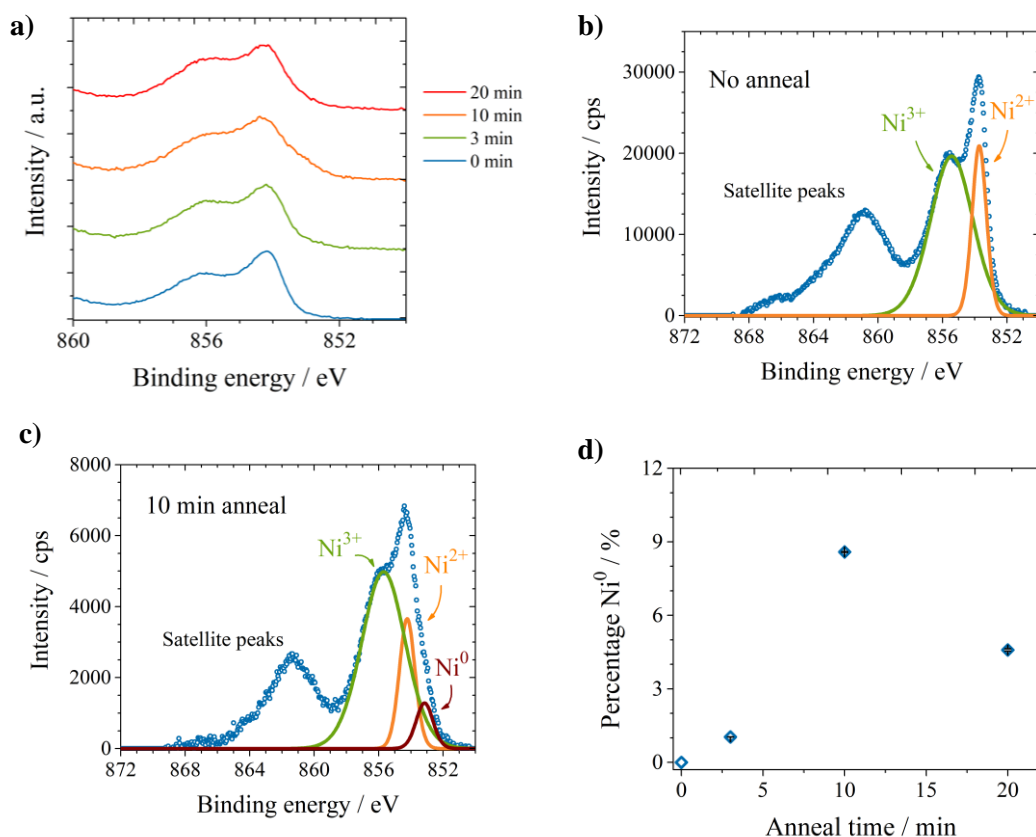 a)
Intensity / a.u.
860
856
852
Binding energy / eV
20 min
10 min
3 min
0 min
b)
No anneal
Ni³⁺
Ni²⁺
Satellite peaks
Intensity / cps
30000
20000
10000
0
872
868
864
860
856
852
Binding energy / eV
c)
10 min anneal
Ni³⁺
Ni²⁺
Ni⁰
Satellite peaks
Intensity / cps
8000
6000
4000
2000
0
872
868
864
860
856
852
Binding energy / eV
d)
Percentage Ni⁰ / %
12
9
6
3
0
0
5
10
15
20
Anneal time / min